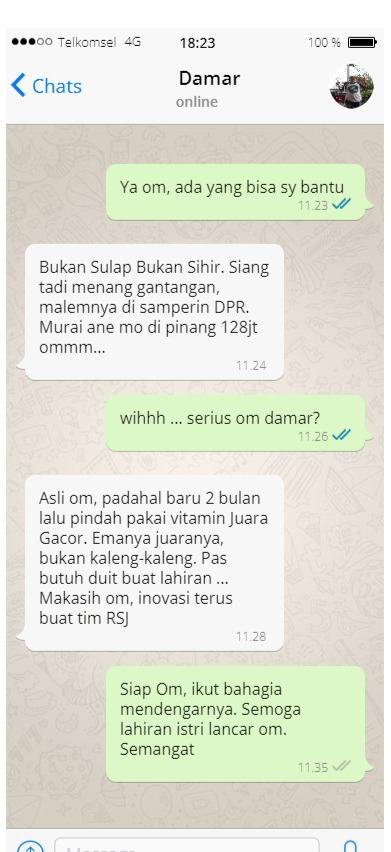 Telkomsel 4G 18:23 100 %
Chats Damar
online
Ya om, ada yang bisa sy bantu
11.23
Bukan Sulap Bukan Sihir. Siang
tadi menang gantangan,
malemnya di samperin DPR.
Murai ane mo di pinang 128jt
ommm...
11.24
wihhh ... serius om damar?
11.26
Asli om, padahal baru 2 bulan
lalu pindah pakai vitamin Juara
Gacor. Emanya juaranya,
bukan kaleng-kaleng. Pas
butuh duit buat lahiran ...
Makasih om, inovasi terus
buat tim RSJ
11.28
Siap Om, ikut bahagia
mendengarnya. Semoga
lahiran istri lancar om.
Semangat
11.35
Message